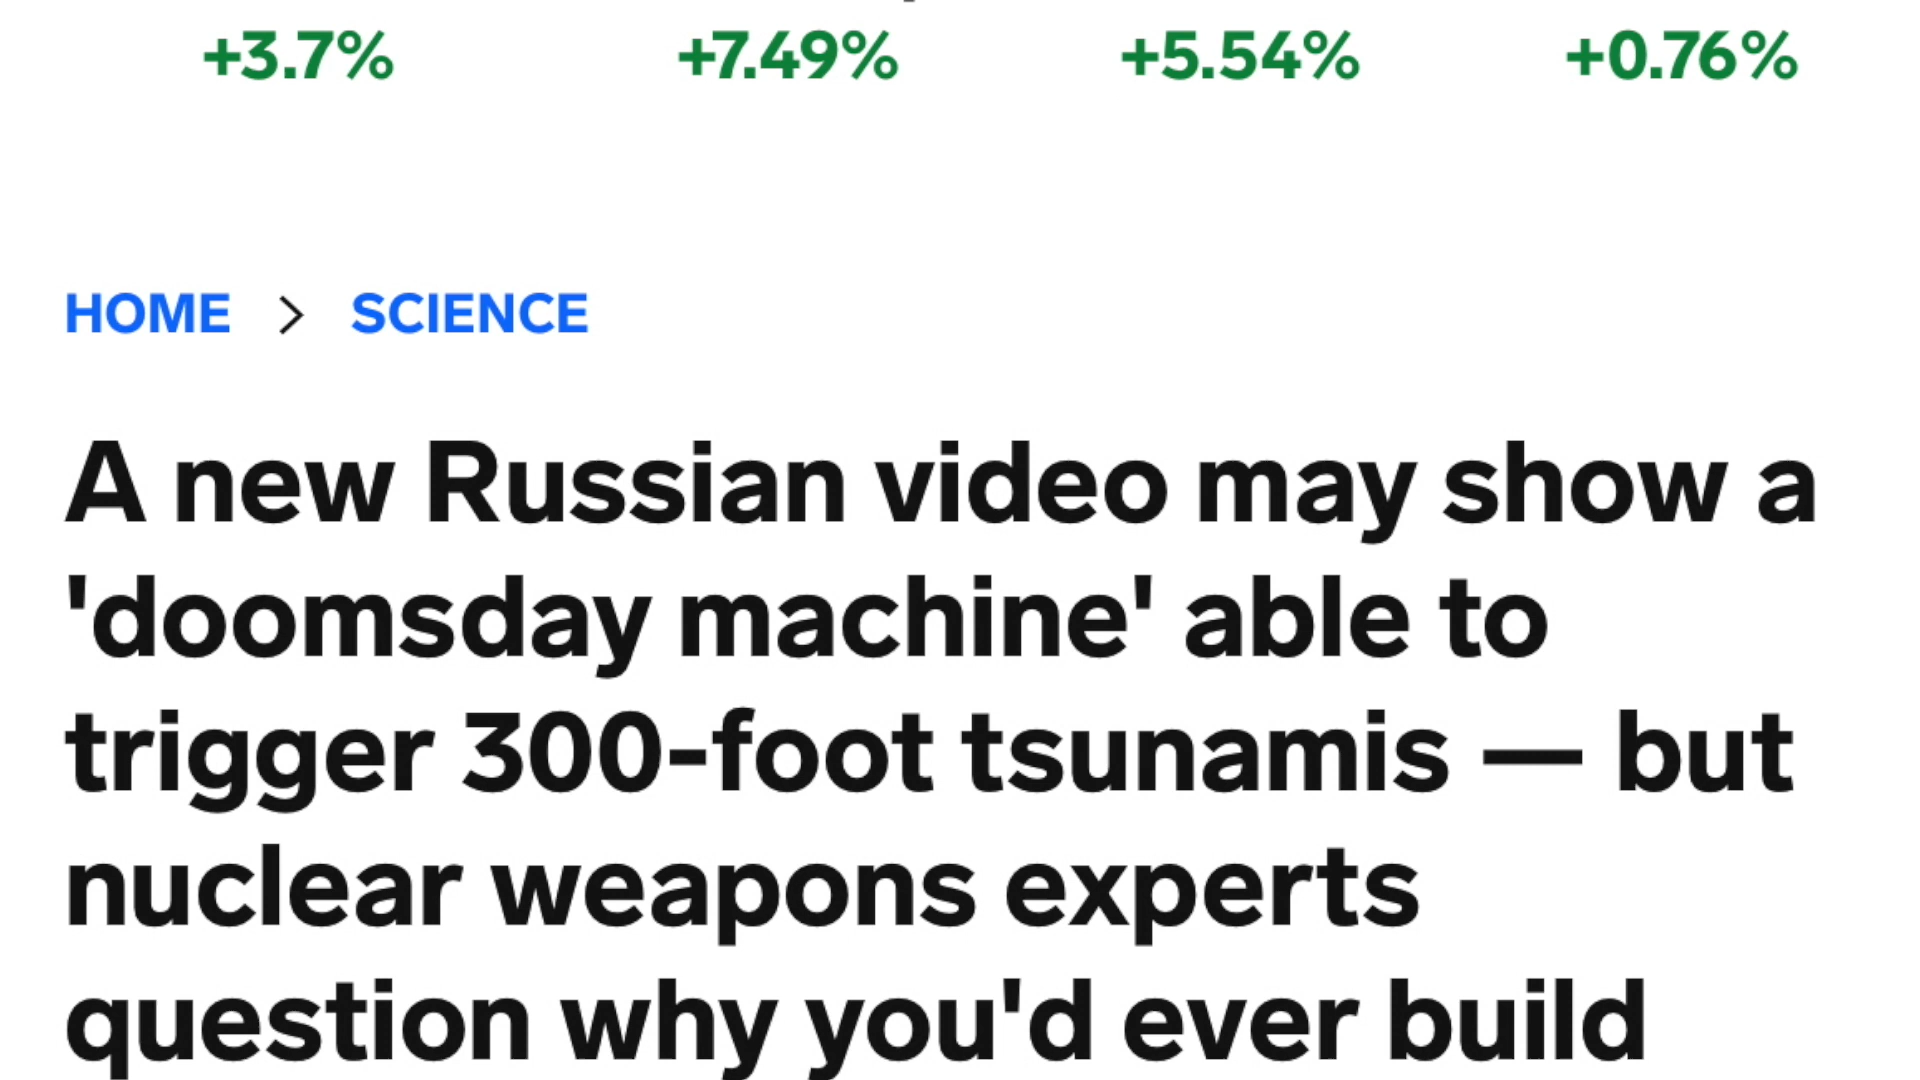 +3.7% +7.49% +5.54% +0.76%
HOME > SCIENCE
A new Russian video may show a
'doomsday machine' able to
trigger 300-foot tsunamis — but
nuclear weapons experts
question why you'd ever build